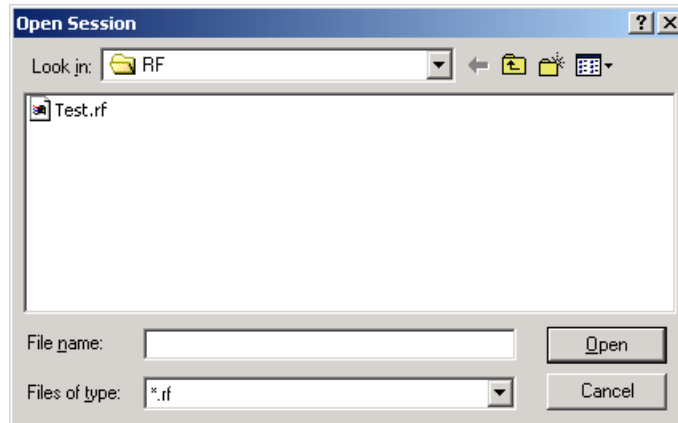 Open Session
Look in: RF
Test.rf
File name:
Open
Files of type: *.rf
Cancel